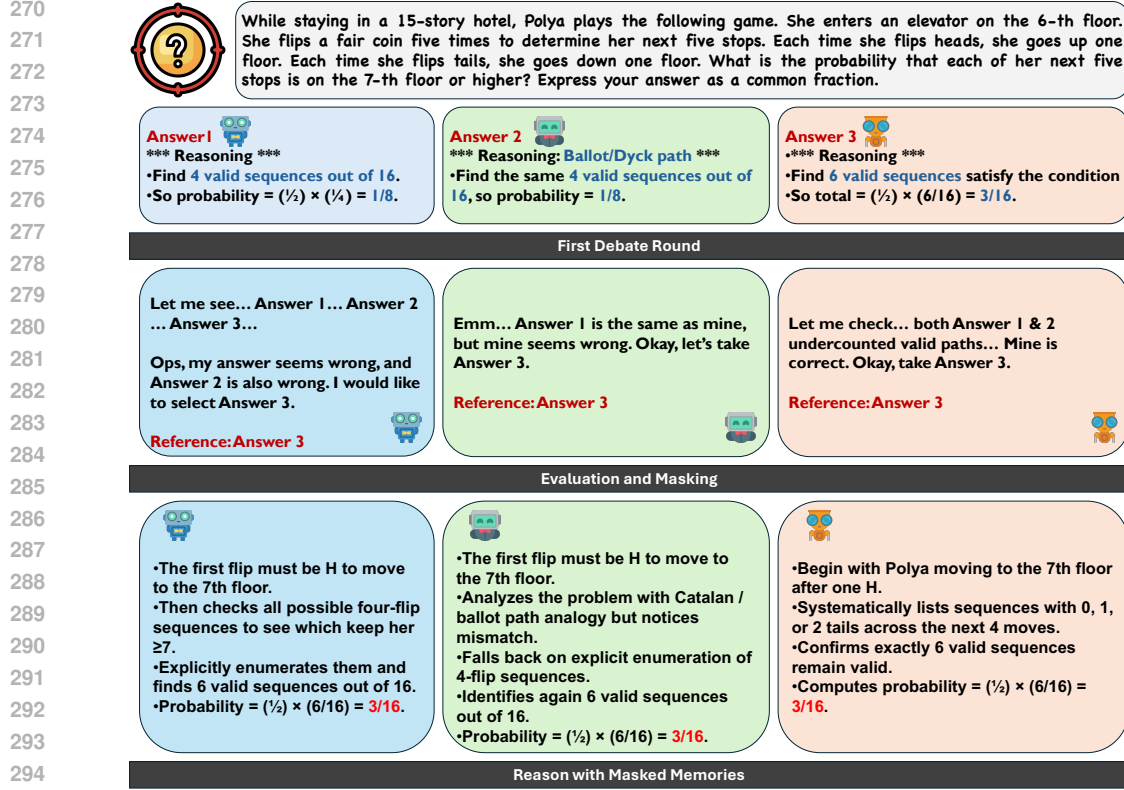 270
271
272
273
274
275
276
277
278
279
280
281
282
283
284
285
286
287
288
289
290
291
292
293
294
While staying in a 15-story hotel, Polya plays the following game. She enters an elevator on the 6-th floor.
She flips a fair coin five times to determine her next five stops. Each time she flips heads, she goes up one
floor. Each time she flips tails, she goes down one floor. What is the probability that each of her next five
stops is on the 7-th floor or higher? Express your answer as a common fraction.
Answer1
*** Reasoning ***
•Find 4 valid sequences out of 16.
•So probability = (½) × (¼) = 1/8.
Answer 2
*** Reasoning: Ballot/Dyck path ***
•Find the same 4 valid sequences out of
16, so probability = 1/8.
Answer 3
•*** Reasoning ***
•Find 6 valid sequences satisfy the condition
•So total = (½) × (6/16) = 3/16.
First Debate Round
Let me see… Answer 1… Answer 2
… Answer 3…
Ops, my answer seems wrong, and
Answer 2 is also wrong. I would like
to select Answer 3.
Reference: Answer 3
Emm… Answer 1 is the same as mine,
but mine seems wrong. Okay, let's take
Answer 3.
Reference: Answer 3
Let me check… both Answer 1 & 2
undercounted valid paths… Mine is
correct. Okay, take Answer 3.
Reference: Answer 3
Evaluation and Masking
•The first flip must be H to move
to the 7th floor.
•Then checks all possible four-flip
sequences to see which keep her
≥7.
•Explicitly enumerates them and
finds 6 valid sequences out of 16.
•Probability = (½) × (6/16) = 3/16.
•The first flip must be H to move to
the 7th floor.
•Analyzes the problem with Catalan /
ballot path analogy but notices
mismatch.
•Falls back on explicit enumeration of
4-flip sequences.
•Identifies again 6 valid sequences
out of 16.
•Probability = (½) × (6/16) = 3/16.
•Begin with Polya moving to the 7th floor
after one H.
•Systematically lists sequences with 0, 1,
or 2 tails across the next 4 moves.
•Confirms exactly 6 valid sequences
remain valid.
•Computes probability = (½) × (6/16) =
3/16.
Reason with Masked Memories